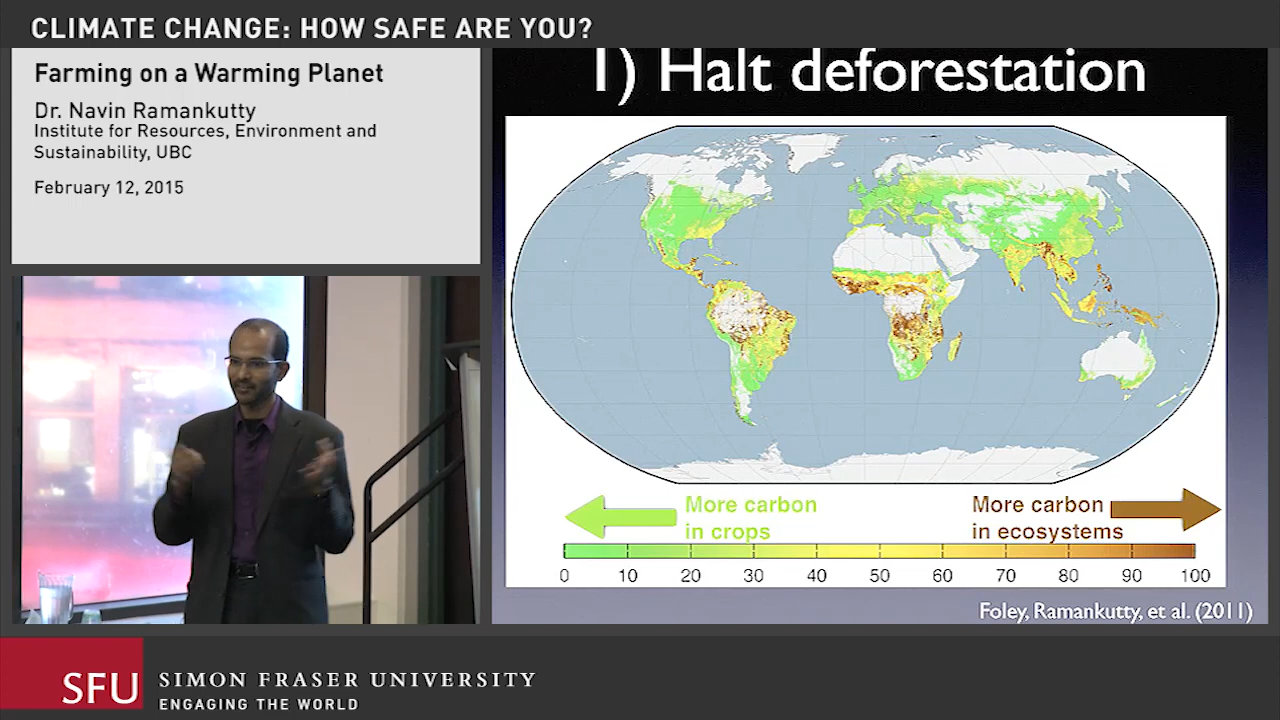 CLIMATE CHANGE: HOW SAFE ARE YOU?
Farming on a Warming Planet
Dr. Navin Ramankutty
Institute for Resources, Environment and
Sustainability, UBC
February 12, 2015
1) Halt deforestation
More carbon
in crops
More carbon
in ecosystems
0 10 20 30 40 50 60 70 80 90 100
Foley, Ramankutty, et al. (2011)
SFU
SIMON FRASER UNIVERSITY
ENGAGING THE WORLD